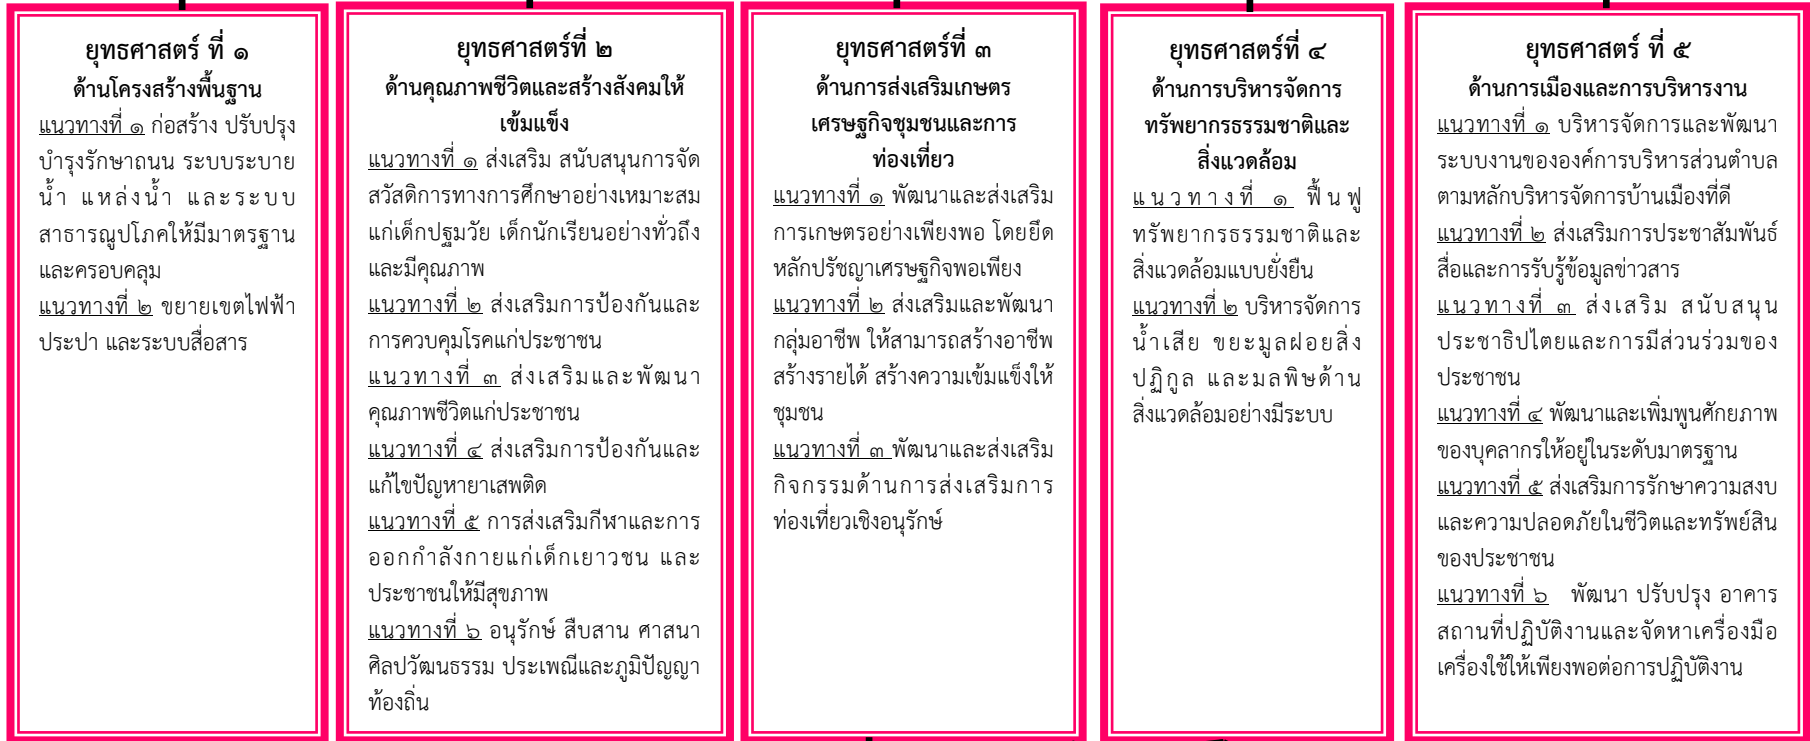 ยุทธศาสตร์ ที่ ๑
ด้านโครงสร้างพื้นฐาน
แนวทางที่ ๑ ก่อสร้าง ปรับปรุง
บำรุงรักษาถนน ระบบระบาย
น้ำ แหล่งน้ำ และระบบ
สาธารณูปโภคให้มีมาตรฐาน
และครอบคลุม
แนวทางที่ ๒ ขยายเขตไฟฟ้า
ประปา และระบบสื่อสาร
ยุทธศาสตร์ที่ ๒
ด้านคุณภาพชีวิตและสร้างสังคมให้
เข้มแข็ง
แนวทางที่ ๑ ส่งเสริม สนับสนุนการจัด
สวัสดิการทางการศึกษาอย่างเหมาะสม
แก่เด็กปฐมวัย เด็กนักเรียนอย่างทั่วถึง
และมีคุณภาพ
แนวทางที่ ๒ ส่งเสริมการป้องกันและ
การควบคุมโรคแก่ประชาชน
แนวทางที่ ๓ ส่งเสริมและพัฒนา
คุณภาพชีวิตแก่ประชาชน
แนวทางที่ ๔ ส่งเสริมการป้องกันและ
แก้ไขปัญหายาเสพติด
แนวทางที่ ๕ การส่งเสริมกีฬาและการ
ออกกำลังกายแก่เด็กเยาวชน และ
ประชาชนให้มีสุขภาพ
แนวทางที่ ๖ อนุรักษ์ สืบสาน ศาสนา
ศิลปวัฒนธรรม ประเพณีและภูมิปัญญา
ท้องถิ่น
ยุทธศาสตร์ที่ ๓
ด้านการส่งเสริมเกษตร
เศรษฐกิจชุมชนและการ
ท่องเที่ยว
แนวทางที่ ๑ พัฒนาและส่งเสริม
การเกษตรอย่างเพียงพอ โดยยึด
หลักปรัชญาเศรษฐกิจพอเพียง
แนวทางที่ ๒ ส่งเสริมและพัฒนา
กลุ่มอาชีพ ให้สามารถสร้างอาชีพ
สร้างรายได้ สร้างความเข้มแข็งให้
ชุมชน
แนวทางที่ ๓ พัฒนาและส่งเสริม
กิจกรรมด้านการส่งเสริมการ
ท่องเที่ยวเชิงอนุรักษ์
ยุทธศาสตร์ที่ ๔
ด้านการบริหารจัดการ
ทรัพยากรธรรมชาติและ
สิ่งแวดล้อม
แนวทางที่ ๑ ฟื้นฟู
ทรัพยากรธรรมชาติและ
สิ่งแวดล้อมแบบยั่งยืน
แนวทางที่ ๒ บริหารจัดการ
น้ำเสีย ขยะมูลฝอยสิ่ง
ปฏิกูล และมลพิษด้าน
สิ่งแวดล้อมอย่างมีระบบ
ยุทธศาสตร์ ที่ ๕
ด้านการเมืองและการบริหารงาน
แนวทางที่ ๑ บริหารจัดการและพัฒนา
ระบบงานขององค์การบริหารส่วนตำบล
ตามหลักบริหารจัดการบ้านเมืองที่ดี
แนวทางที่ ๒ ส่งเสริมการประชาสัมพันธ์
สื่อและการรับรู้ข้อมูลข่าวสาร
แนวทางที่ ๓ ส่งเสริม สนับสนุน
ประชาธิปไตยและการมีส่วนร่วมของ
ประชาชน
แนวทางที่ ๔ พัฒนาและเพิ่มพูนศักยภาพ
ของบุคลากรให้อยู่ในระดับมาตรฐาน
แนวทางที่ ๕ ส่งเสริมการรักษาความสงบ
และความปลอดภัยในชีวิตและทรัพย์สิน
ของประชาชน
แนวทางที่ ๖ พัฒนา ปรับปรุง อาคาร
สถานที่ปฏิบัติงานและจัดหาเครื่องมือ
เครื่องใช้ให้เพียงพอต่อการปฏิบัติงาน